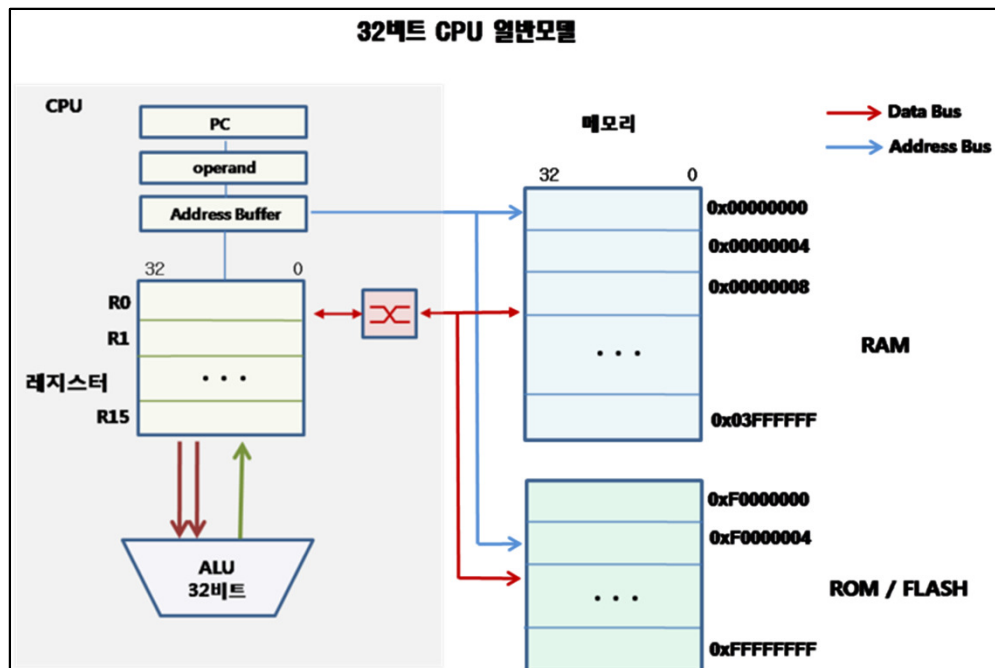 32비트 CPU 일반모델
CPU
PC
operand
Address Buffer
32 0
R0
R1
레지스터
R15
• • •
ALU
32비트
메모리
32 0
0x00000000
0x00000004
0x00000008
• • •
0x03FFFFFF
RAM
0xF0000000
0xF0000004
• • •
0xFFFFFFFF
ROM / FLASH
Data Bus
Address Bus